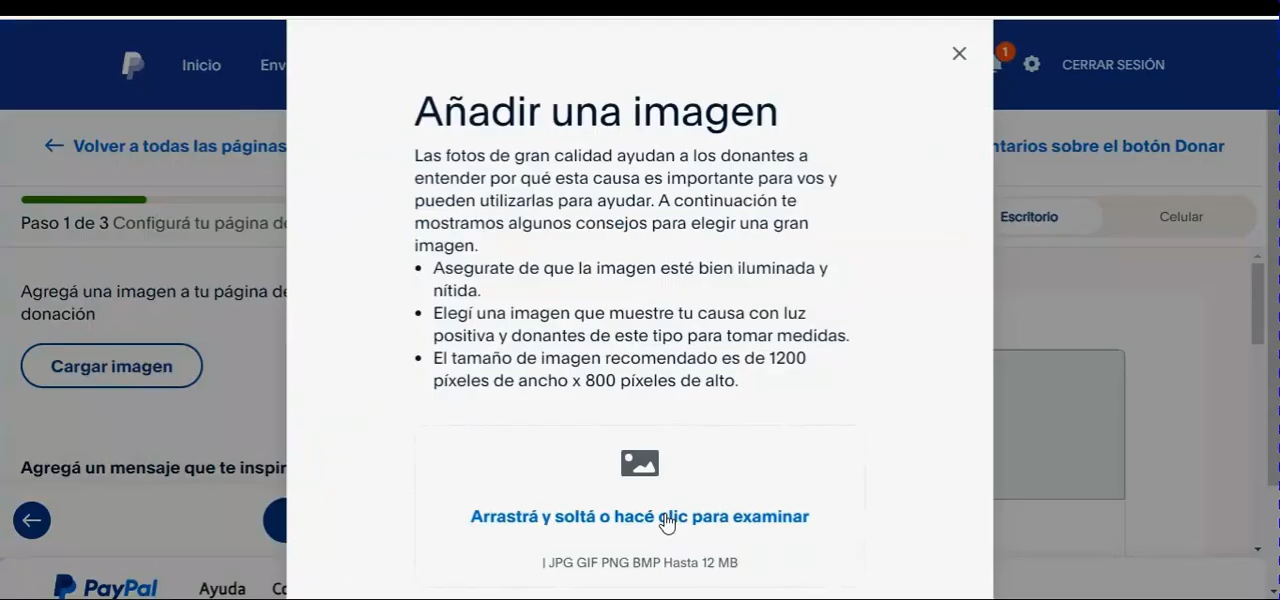 Inicio
Env
1
CERRAR SESIÓN
Volver a todas las páginas
ntarios sobre el botón Donar
Paso 1 de 3 Configurá tu página de
Escritorio
Celular
Agregá una imagen a tu página de
donación
Cargar imagen
Agregá un mensaje que te inspir
Añadir una imagen
Las fotos de gran calidad ayudan a los donantes a
entender por qué esta causa es importante para vos y
pueden utilizarlas para ayudar. A continuación te
mostramos algunos consejos para elegir una gran
imagen.
• Asegurate de que la imagen esté bien iluminada y
nítida.
• Elegí una imagen que muestre tu causa con luz
positiva y donantes de este tipo para tomar medidas.
• El tamaño de imagen recomendado es de 1200
píxeles de ancho x 800 píxeles de alto.
Arrastrá y soltá o hacé clic para examinar
| JPG GIF PNG BMP Hasta 12 MB
PayPal
Ayuda
Co